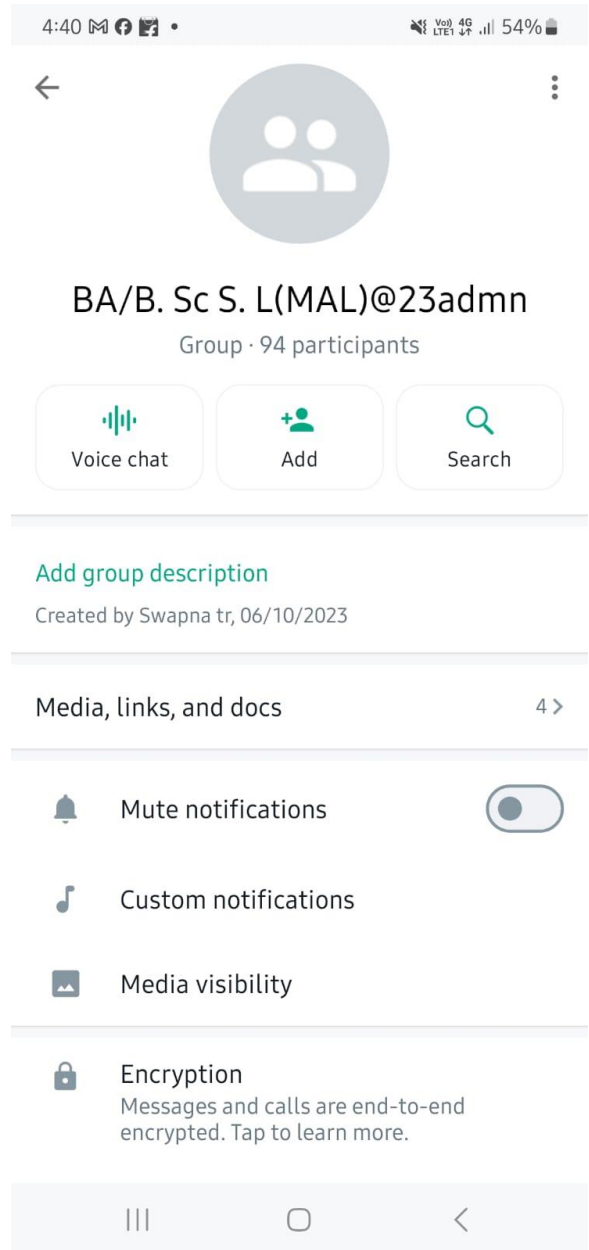 4:40 54%
BA/B. Sc S. L(MAL)@23admn
Group · 94 participants
Voice chat Add Search
Add group description
Created by Swapna tr, 06/10/2023
Media, links, and docs 4
Mute notifications
Custom notifications
Media visibility
Encryption
Messages and calls are end-to-end
encrypted. Tap to learn more.